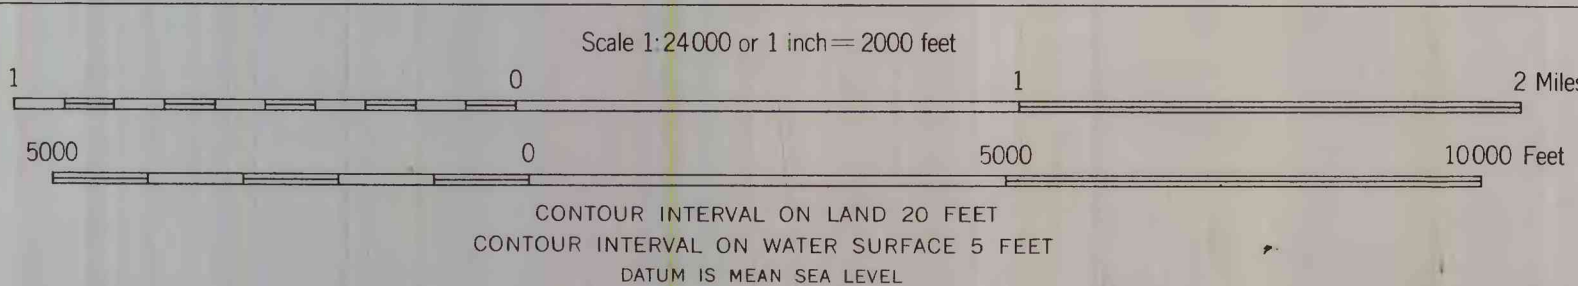 Scale 1:24000 or 1 inch = 2000 feet
1 0 1 2 Miles
5000 0 5000 10000 Feet
CONTOUR INTERVAL ON LAND 20 FEET
CONTOUR INTERVAL ON WATER SURFACE 5 FEET
DATUM IS MEAN SEA LEVEL